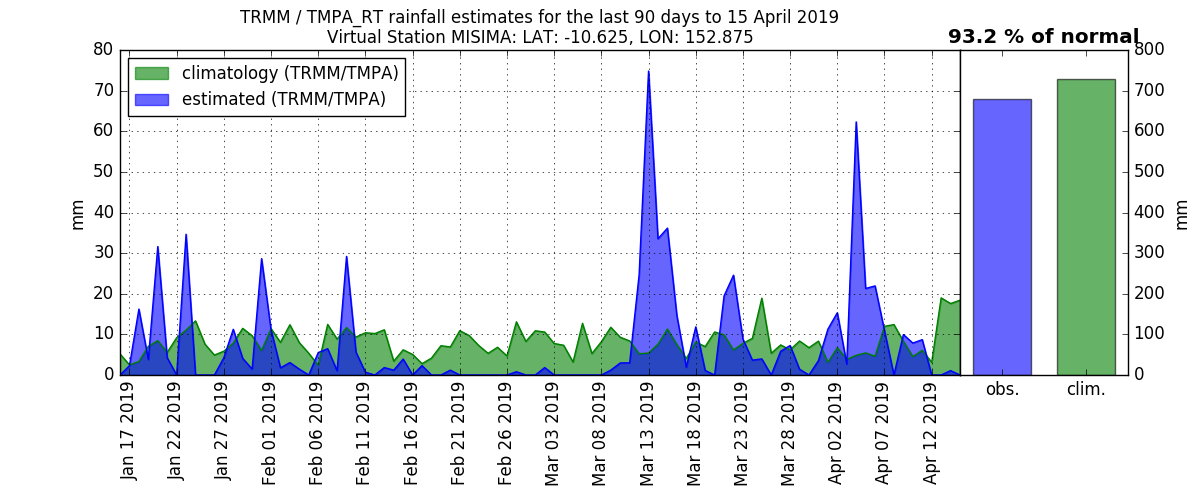 TRMM / TMPA_RT rainfall estimates for the last 90 days to 15 April 2019
Virtual Station MISIMA: LAT: -10.625, LON: 152.875
93.2 % of normal
climatology (TRMM/TMPA)
estimated (TRMM/TMPA)
mm
80
70
60
50
40
30
20
10
0
Jan 17 2019
Jan 22 2019
Jan 27 2019
Feb 01 2019
Feb 06 2019
Feb 11 2019
Feb 16 2019
Feb 21 2019
Feb 26 2019
Mar 03 2019
Mar 08 2019
Mar 13 2019
Mar 18 2019
Mar 23 2019
Mar 28 2019
Apr 02 2019
Apr 07 2019
Apr 12 2019
obs.
clim.
800
700
600
500
400
300
200
100
0
mm